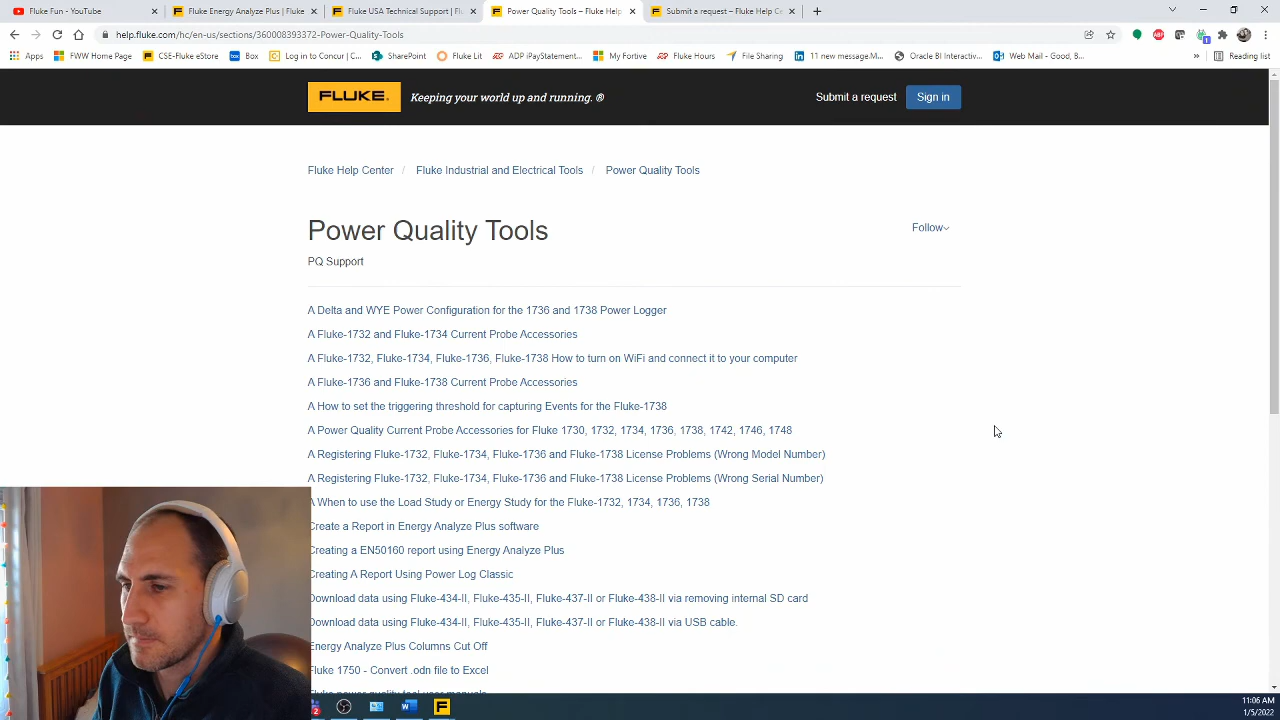 Fluke Fun - YouTube
Fluke Energy Analyze Plus | Fluke
Fluke USA Technical Support | Fl
Power Quality Tools – Fluke Help
Submit a request – Fluke Help Ce
help.fluke.com/hc/en-us/sections/360008393372-Power-Quality-Tools
Apps
FWW Home Page
CSE-Fluke eStore
Box
Log in to Concur | C...
SharePoint
Fluke Lit
ADP iPayStatement...
My Fortive
Fluke Hours
File Sharing
11 new message/M...
Oracle BI Interactiv...
Web Mail - Good, B...
Reading list
FLUKE®
Keeping your world up and running. ®
Submit a request
Sign in
Fluke Help Center / Fluke Industrial and Electrical Tools / Power Quality Tools
Power Quality Tools
Follow
PQ Support
A Delta and WYE Power Configuration for the 1736 and 1738 Power Logger
A Fluke-1732 and Fluke-1734 Current Probe Accessories
A Fluke-1732, Fluke-1734, Fluke-1736, Fluke-1738 How to turn on WiFi and connect it to your computer
A Fluke-1736 and Fluke-1738 Current Probe Accessories
A How to set the triggering threshold for capturing Events for the Fluke-1738
A Power Quality Current Probe Accessories for Fluke 1730, 1732, 1734, 1736, 1738, 1742, 1746, 1748
A Registering Fluke-1732, Fluke-1734, Fluke-1736 and Fluke-1738 License Problems (Wrong Model Number)
A Registering Fluke-1732, Fluke-1734, Fluke-1736 and Fluke-1738 License Problems (Wrong Serial Number)
A When to use the Load Study or Energy Study for the Fluke-1732, 1734, 1736, 1738
Create a Report in Energy Analyze Plus software
Creating a EN50160 report using Energy Analyze Plus
Creating A Report Using Power Log Classic
Download data using Fluke-434-II, Fluke-435-II, Fluke-437-II or Fluke-438-II via removing internal SD card
Download data using Fluke-434-II, Fluke-435-II, Fluke-437-II or Fluke-438-II via USB cable.
Energy Analyze Plus Columns Cut Off
Fluke 1750 - Convert .odn file to Excel
Fluke power quality tool user manuals
11:06 AM
1/5/2022